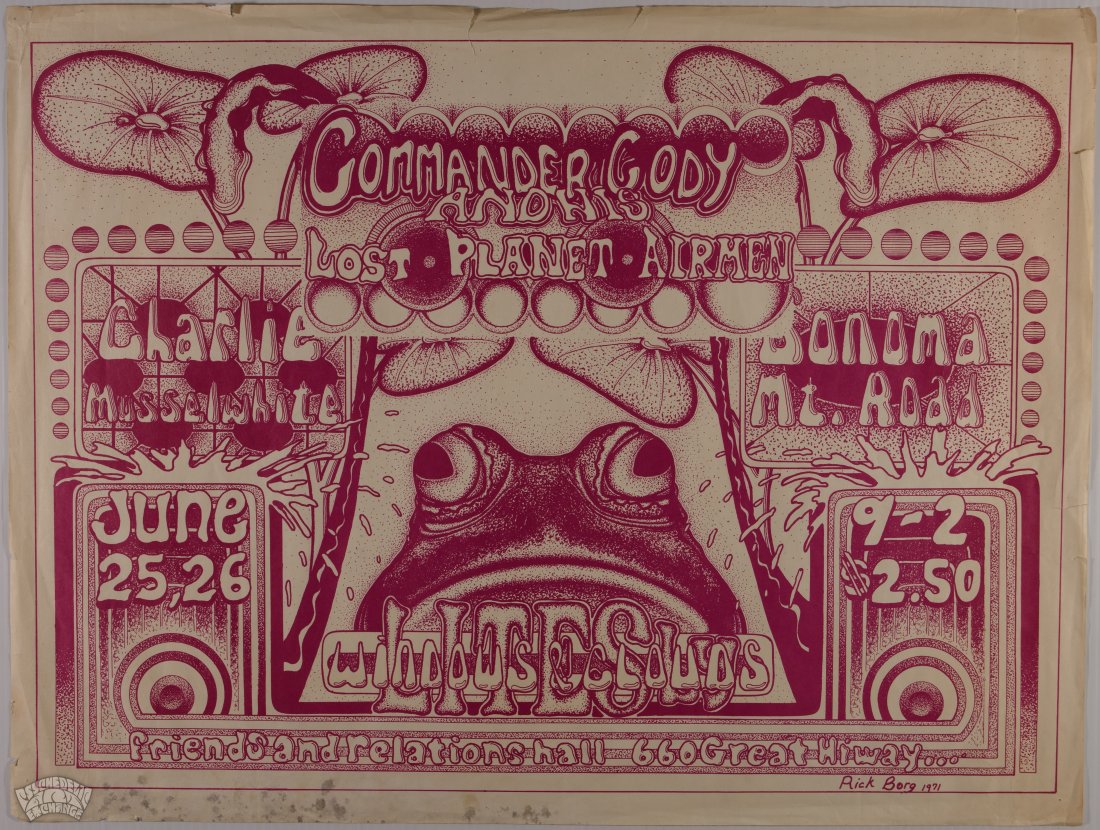 Commander Cody
and his
Lost Planet Airmen
Charlie
Musselwhite
Sonoma
Mt. Road
June
25,26
9-2
$2.50
LITES
windows & clouds
friends and relations hall 660 Great Hiway...
Rick Borg 1971